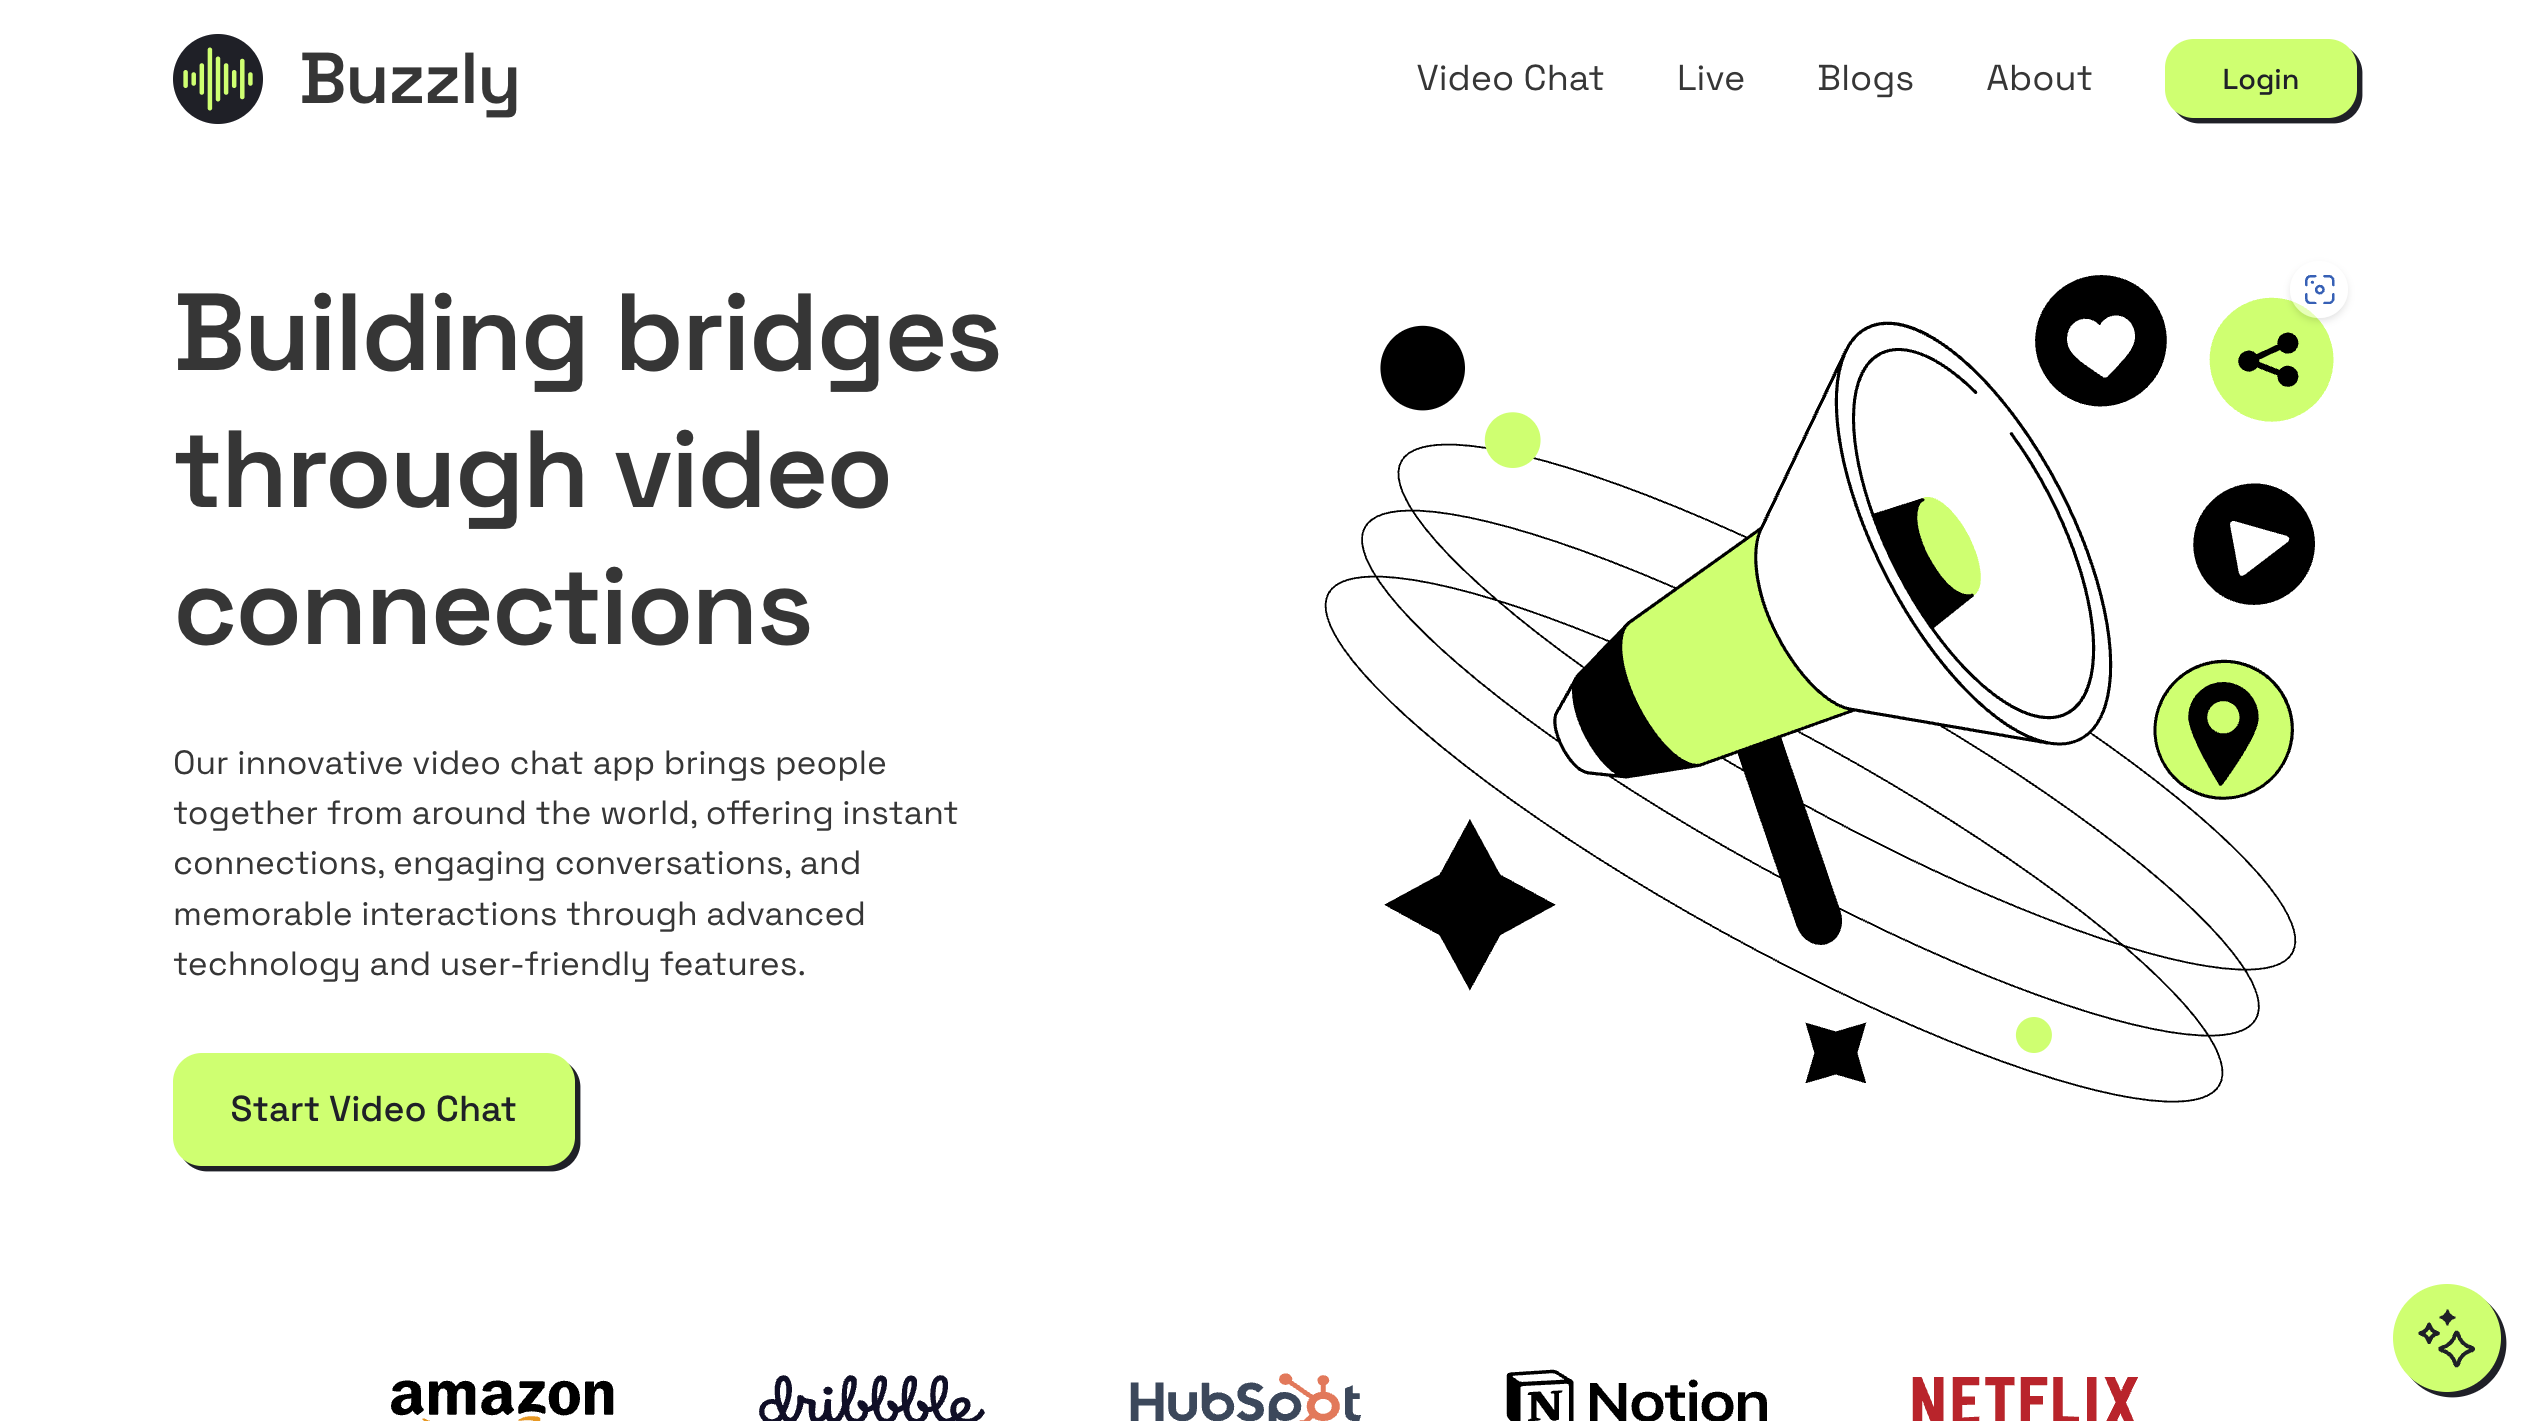 Buzzly
Video Chat
Live
Blogs
About
Login
Building bridges
through video
connections
Our innovative video chat app brings people
together from around the world, offering instant
connections, engaging conversations, and
memorable interactions through advanced
technology and user-friendly features.
Start Video Chat
amazon
dribbble
HubSpot
Notion
NETFLIX